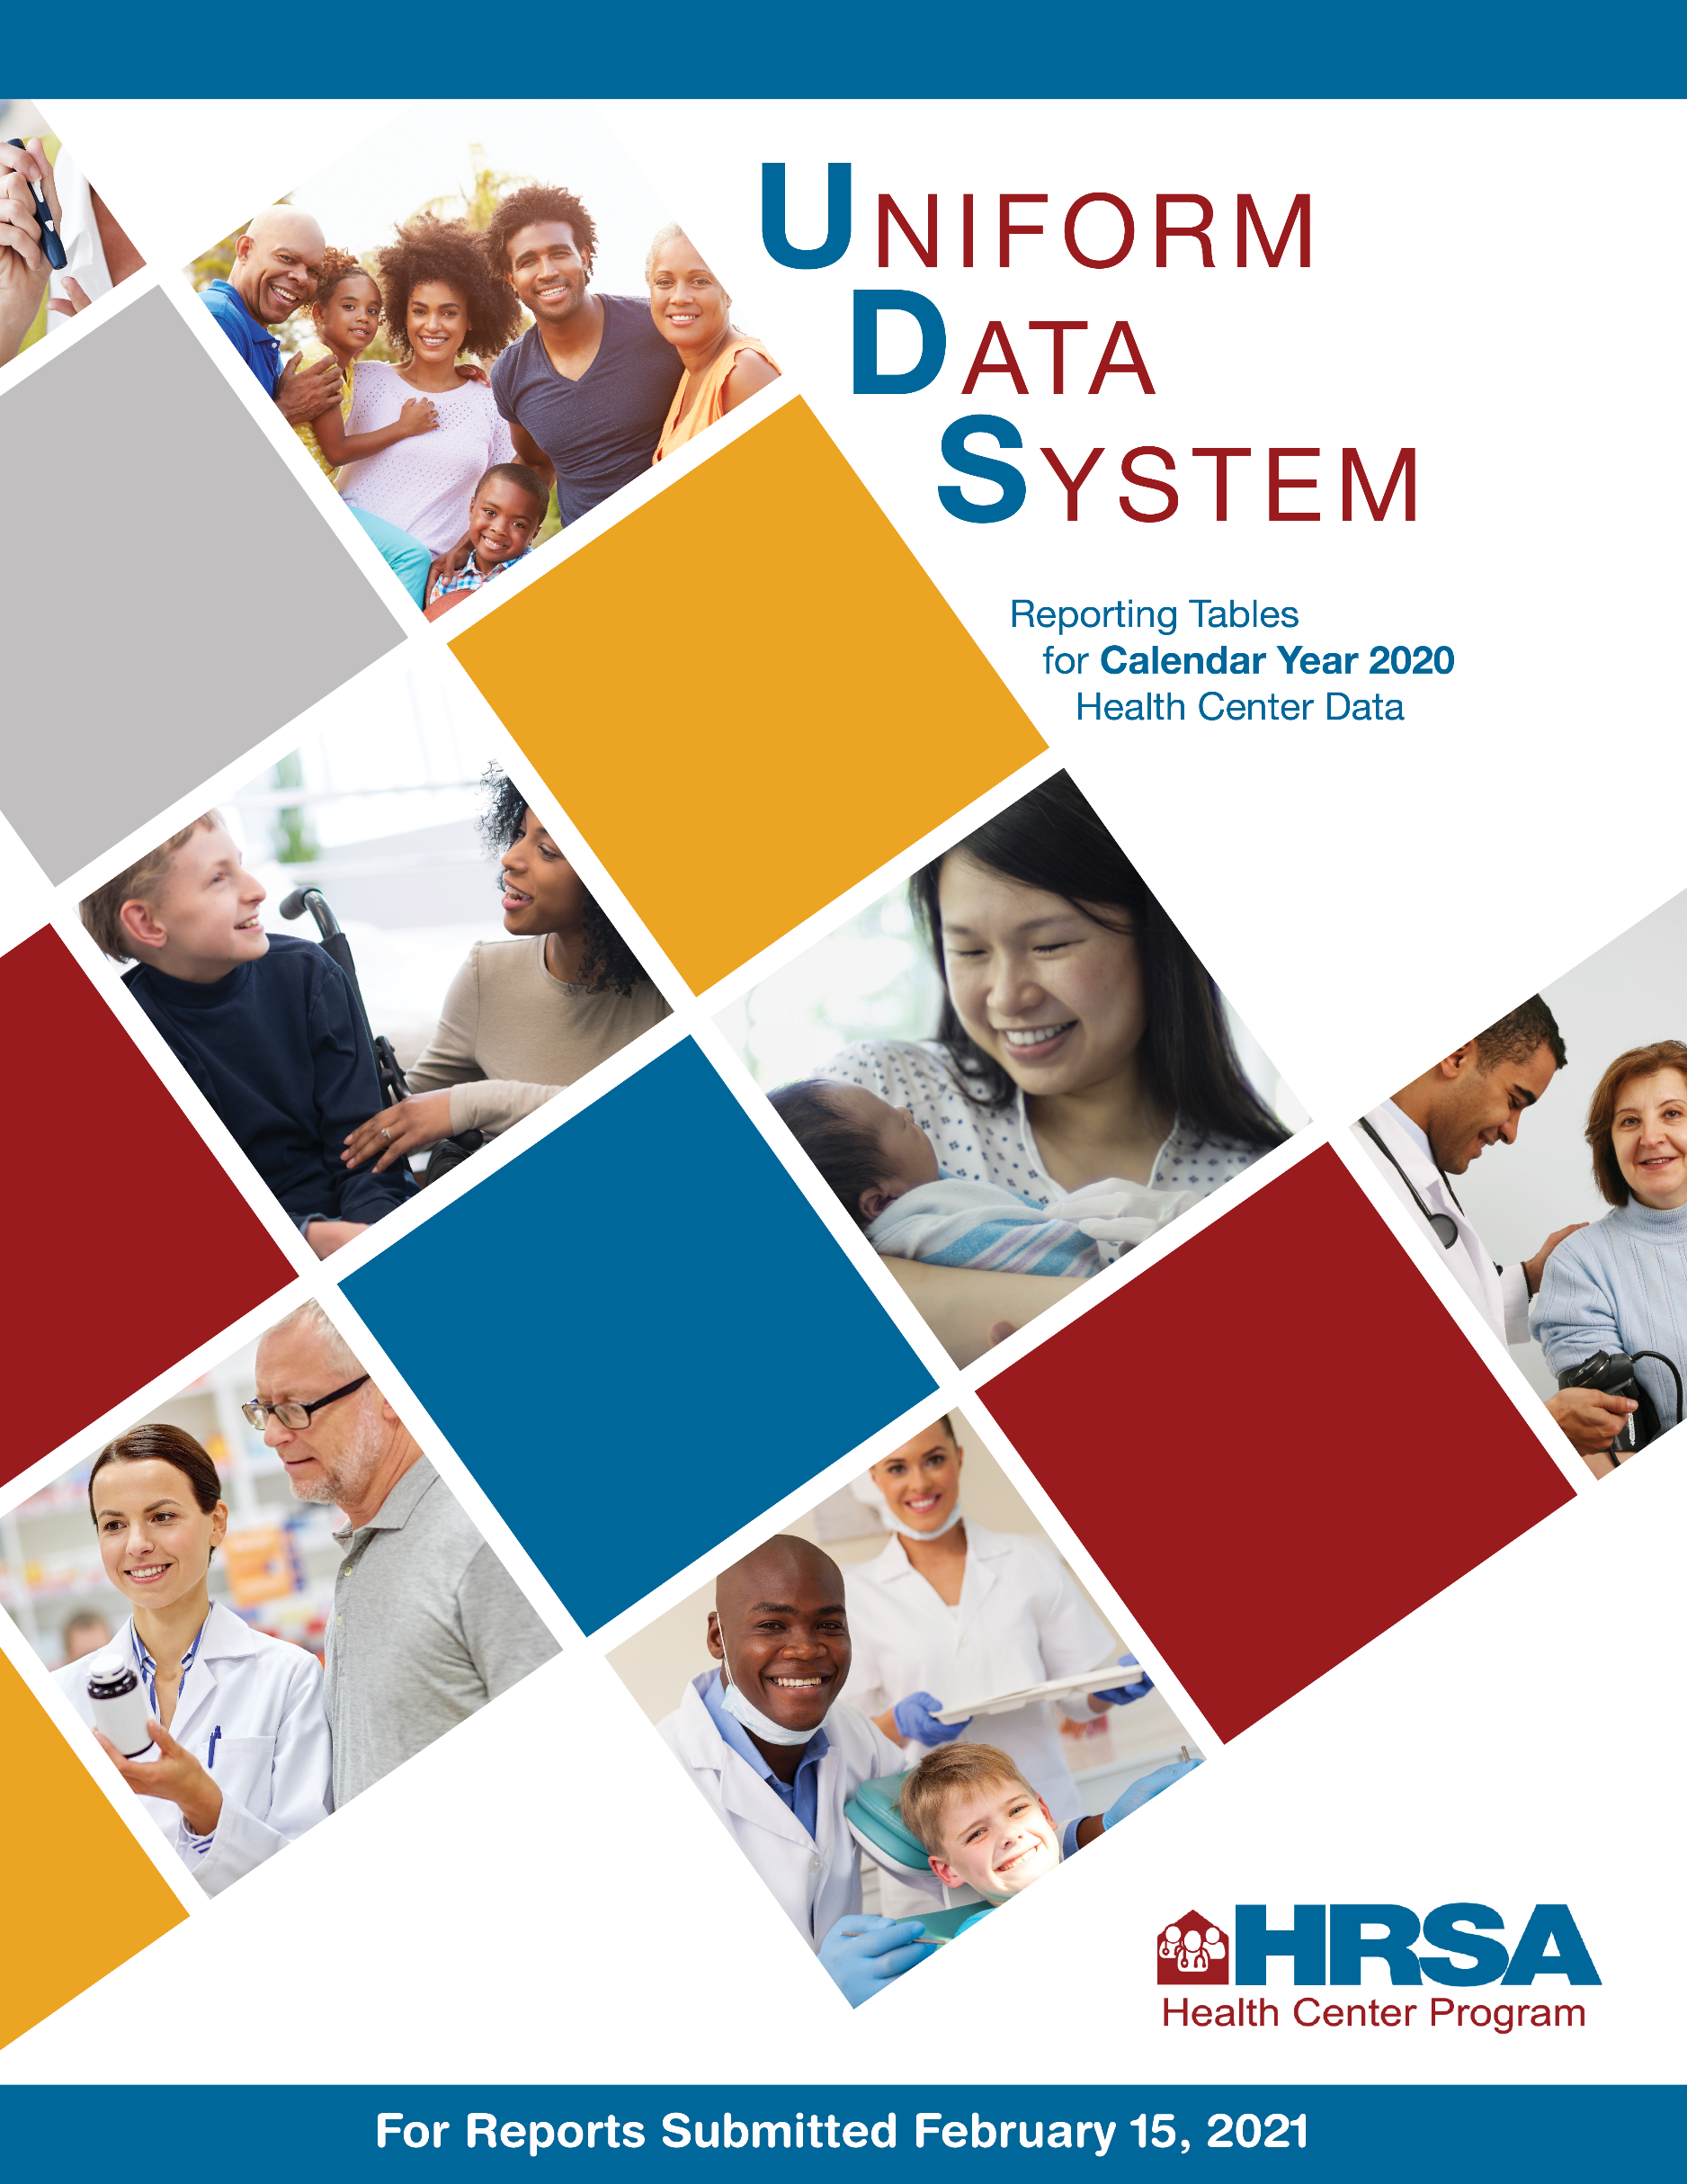 UNIFORM
DATA
SYSTEM
Reporting Tables
for Calendar Year 2020
Health Center Data
HRSA
Health Center Program
For Reports Submitted February 15, 2021